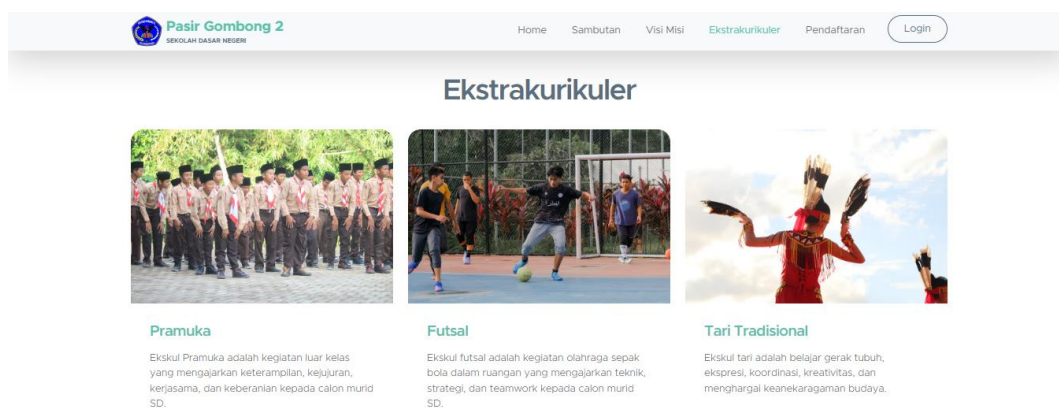 Pasir Gombong 2
SEKOLAH DASAR NEGERI
Home Sambutan Visi Misi Ekstrakurikuler Pendaftaran Login
Ekstrakurikuler
Pramuka
Ekskul Pramuka adalah kegiatan luar kelas
yang mengajarkan keterampilan, kejujuran,
kerjasama, dan keberanian kepada calon murid
SD.
Futsal
Ekskul futsal adalah kegiatan olahraga sepak
bola dalam ruangan yang mengajarkan teknik,
strategi, dan teamwork kepada calon murid
SD.
Tari Tradisional
Ekskul tari adalah belajar gerak tubuh,
ekspresi, koordinasi, kreativitas, dan
menghargai keanekaragaman budaya.